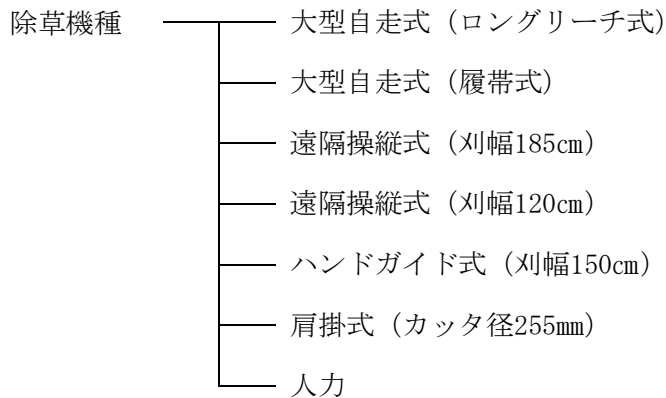 除草機種 大型自走式（ロングリーチ式）
大型自走式（履帯式）
遠隔操縦式（刈幅185㎝）
遠隔操縦式（刈幅120㎝）
ハンドガイド式（刈幅150㎝）
肩掛式（カッタ径255㎜）
人力